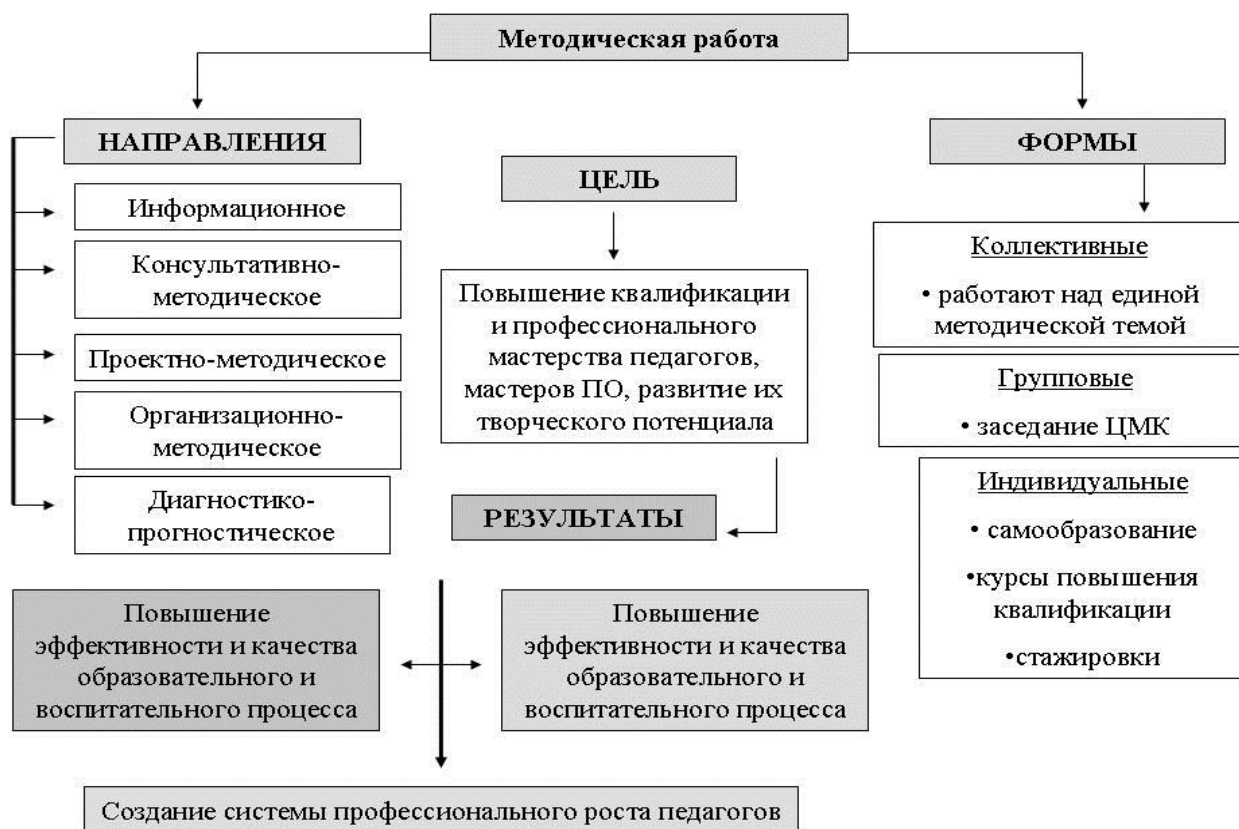 Методическая работа
НАПРАВЛЕНИЯ
Информационное
Консультативно-
методическое
Проектно-методическое
Организационно-
методическое
Диагностико-
прогностическое
ЦЕЛЬ
Повышение квалификации
и профессионального
мастерства педагогов,
мастеров ПО, развитие их
творческого потенциала
РЕЗУЛЬТАТЫ
ФОРМЫ
Коллективные
• работают над единой
методической темой
Групповые
• заседание ЦМК
Индивидуальные
• самообразование
•курсы повышения
квалификации
•стажировки
Повышение
эффективности и качества
образовательного и
воспитательного процесса
Повышение
эффективности и качества
образовательного и
воспитательного процесса
Создание системы профессионального роста педагогов